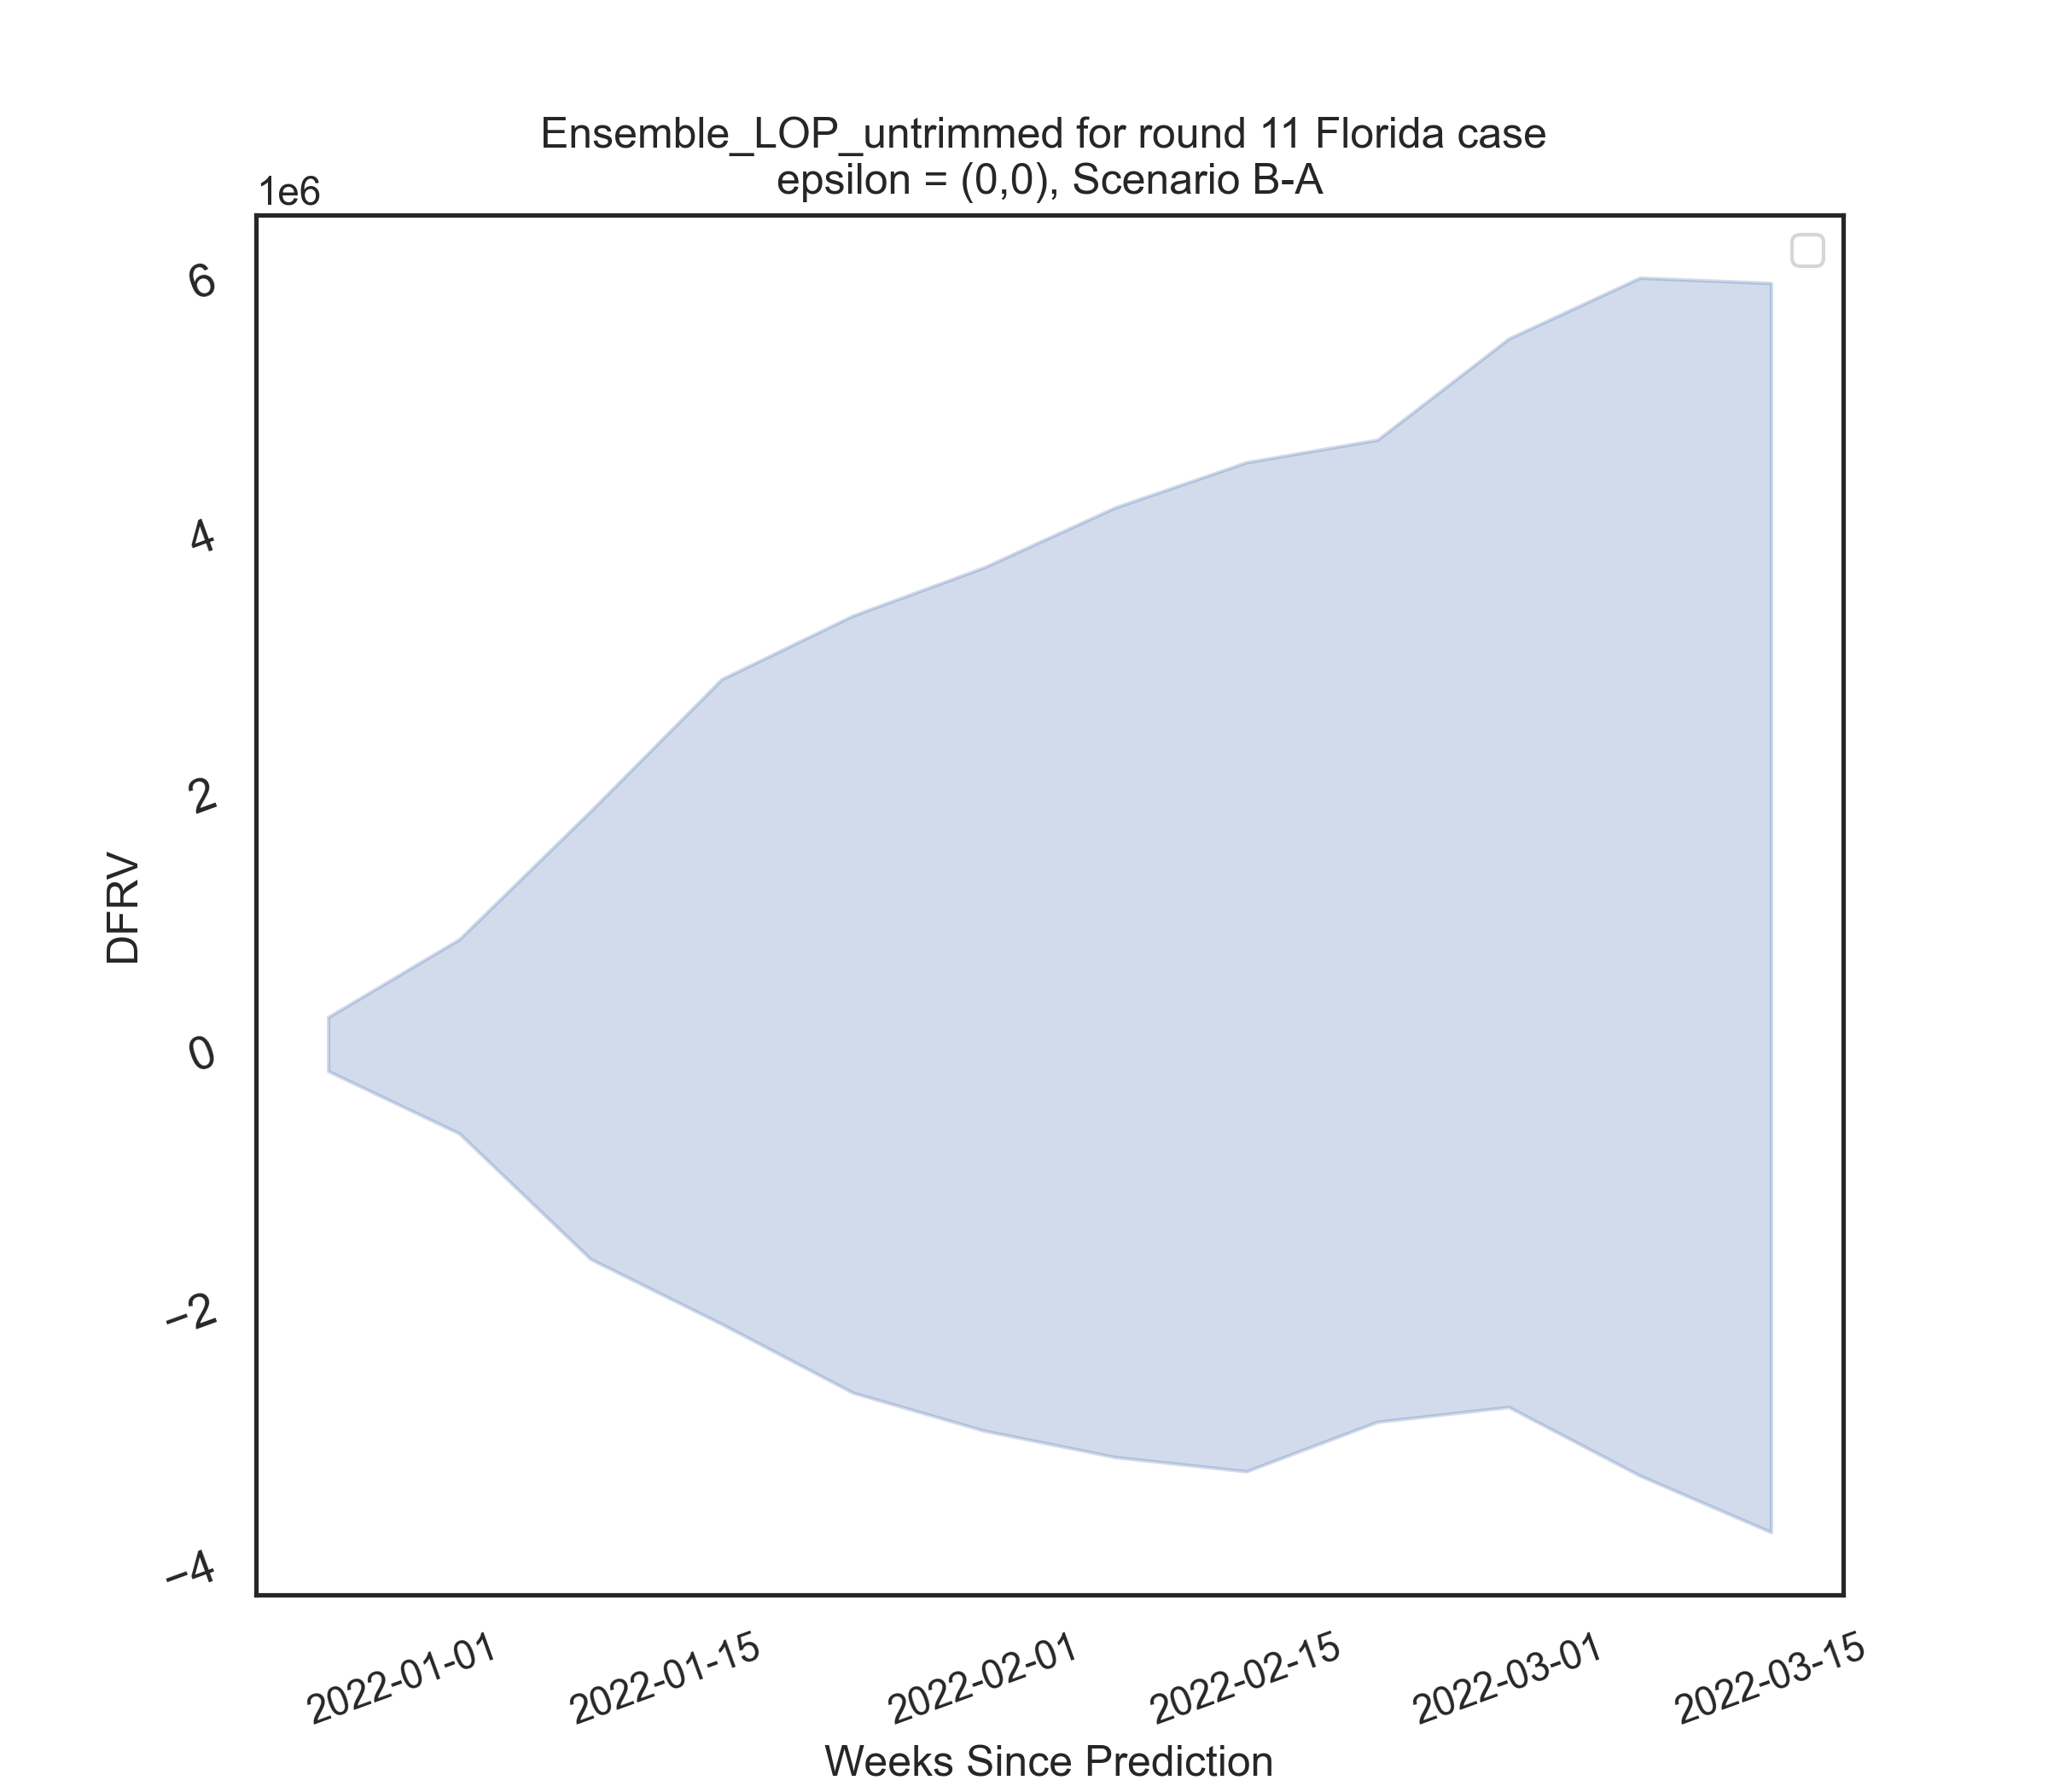 Ensemble_LOP_untrimmed for round 11 Florida case
epsilon = (0,0), Scenario B-A
1e6
6
4
2
0
−2
−4
DFRV
2022-01-01
2022-01-15
2022-02-01
2022-02-15
2022-03-01
2022-03-15
Weeks Since Prediction